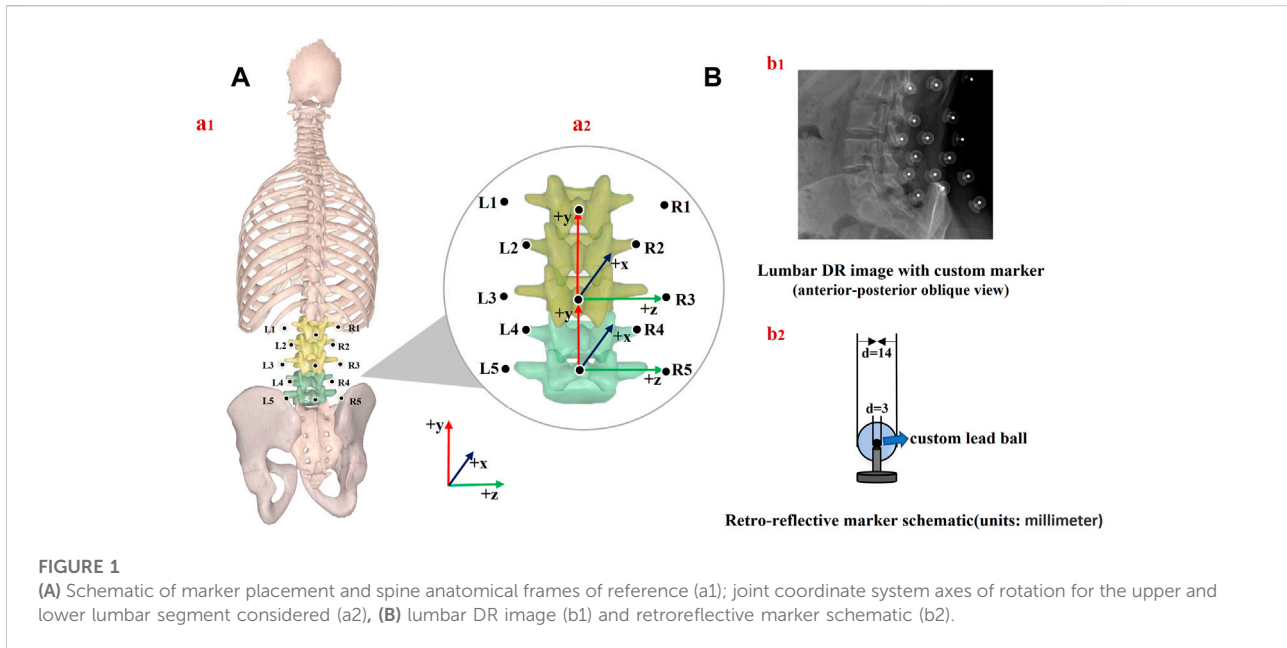 A
a1
L1
R1
L2
R2
L3
R3
L4
R4
L5
5
R5
+y
+x
+z
a2
L1
R1
+y
L2
R2
+x
L3
R3
+z
+y
L4
R4
+x
L5
R5
+z
B
b1
Lumbar DR image with custom marker
(anterior-posterior oblique view)
b2
d=14
d=3
custom lead ball
Retro-reflective marker schematic(units: millimeter)
FIGURE 1
(A) Schematic of marker placement and spine anatomical frames of reference (a1); joint coordinate system axes of rotation for the upper and
lower lumbar segment considered (a2), (B) lumbar DR image (b1) and retroreflective marker schematic (b2).